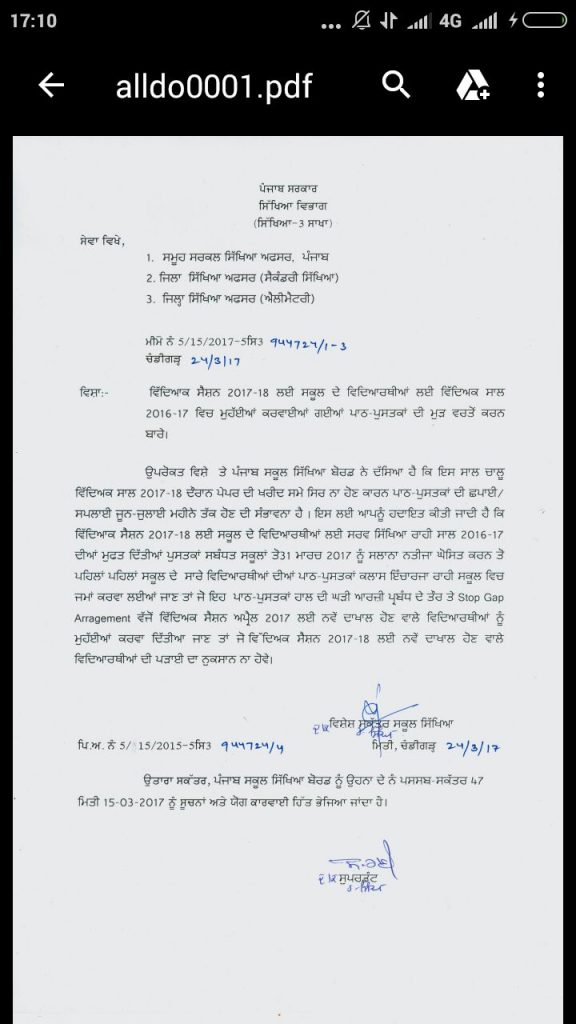 17:10
... 4G
alldo0001.pdf
ਪੰਜਾਬ ਸਰਕਾਰ
ਸਿੱਖਿਆ ਵਿਭਾਗ
(ਸਿੱਖਿਆ-3 ਸਾਖਾ)
ਸੇਵਾ ਵਿਖੇ,
1. ਸਮੂਹ ਸਰਕਲ ਸਿੱਖਿਆ ਅਫਸਰ, ਪੰਜਾਬ
2. ਜਿਲਾ ਸਿੱਖਿਆ ਅਫਸਰ (ਸੈਕੰਡਰੀ ਸਿੱਖਿਆ)
3. ਜਿਲ੍ਹਾ ਸਿੱਖਿਆ ਅਫਸਰ (ਐਲੀਮੈਟਰੀ)
ਮੀਮੋ ਨੰ 5/15/2017-5ਸਿ3 944724/1-3
ਚੰਡੀਗੜ੍ਹ 24/3/17
ਵਿਸ਼ਾ:- ਵਿੱਦਿਆਕ ਸੈਸ਼ਨ 2017-18 ਲਈ ਸਕੂਲ ਦੇ ਵਿਦਿਆਰਥੀਆਂ ਲਈ ਵਿੱਦਿਅਕ ਸਾਲ
2016-17 ਵਿਚ ਮੁਹੱਈਆਂ ਕਰਵਾਈਆਂ ਗਈਆਂ ਪਾਠ-ਪੁਸਤਕਾਂ ਦੀ ਮੁੜ ਵਰਤੋਂ ਕਰਨ
ਬਾਰੇ।
ਉਪਰੇਕਤ ਵਿਸ਼ੇ ਤੇ ਪੰਜਾਬ ਸਕੂਲ ਸਿੱਖਿਆ ਬੋਰਡ ਨੇ ਦੱਸਿਆ ਹੈ ਕਿ ਇਸ ਸਾਲ ਚਾਲੂ
ਵਿੱਦਿਅਕ ਸਾਲ 2017-18 ਦੌਰਾਨ ਪੇਪਰ ਦੀ ਖਰੀਦ ਸਮੇ ਸਿਰ ਨਾ ਹੋਣ ਕਾਰਨ ਪਾਠ-ਪੁਸਤਕਾਂ ਦੀ ਛਪਾਈ/
ਸਪਲਾਈ ਜੂਨ-ਜੁਲਾਈ ਮਹੀਨੇ ਤੱਕ ਹੋਣ ਦੀ ਸੰਭਾਵਨਾ ਹੈ । ਇਸ ਲਈ ਆਪਨੂੰ ਹਦਾਇਤ ਕੀਤੀ ਜਾਦੀ ਹੈ ਕਿ
ਵਿੱਦਿਆਕ ਸੈਸ਼ਨ 2017-18 ਲਈ ਸਕੂਲ ਦੇ ਵਿਦਿਆਰਥੀਆਂ ਲਈ ਸਰਵ ਸਿੱਖਿਆ ਰਾਹੀ ਸਾਲ 2016-17
ਦੀਆਂ ਮੁਫਤ ਦਿੱਤੀਆ ਪੁਸਤਕਾਂ ਸਬੰਧਤ ਸਕੂਲਾਂ ਤੇ31 ਮਾਰਚ 2017 ਨੂੰ ਸਲਾਨਾ ਨਤੀਜਾ ਘੋਸਿਤ ਕਰਨ ਤੇ
ਪਹਿਲਾਂ ਪਹਿਲਾਂ ਸਕੂਲ ਦੇ ਸਾਰੇ ਵਿਦਿਆਰਥੀਆਂ ਦੀਆਂ ਪਾਠ-ਪੁਸਤਕਾਂ ਕਲਾਸ ਇੰਚਾਰਜਾ ਰਾਹੀ ਸਕੂਲ ਵਿਚ
ਜਮਾਂ ਕਰਵਾ ਲਈਆਂ ਜਾਣ ਤਾਂ ਜੋ ਇਹ ਪਾਠ-ਪੁਸਤਕਾਂ ਹਾਲ ਦੀ ਘੜੀ ਆਰਜੀ ਪ੍ਰਬੰਧ ਦੇ ਤੌਰ ਤੇ Stop Gap
Arragement ਵੱਜੋਂ ਵਿੱਦਿਅਕ ਸੈਸ਼ਨ ਅਪ੍ਰੈਲ 2017 ਲਈ ਨਵੇਂ ਦਾਖਾਲ ਹੋਣ ਵਾਲੇ ਵਿਦਿਆਰਥੀਆਂ ਨੂੰ
ਮੁਹੱਈਆਂ ਕਰਵਾ ਦਿੱਤੀਆ ਜਾਣ ਤਾਂ ਜੋ ਵਿੱਦਿਅਕ ਸੈਸ਼ਨ 2017-18 ਲਈ ਨਵੇਂ ਦਾਖਾਲ ਹੋਣ ਵਾਲੇ
ਵਿਦਿਆਰਥੀਆਂ ਦੀ ਪੜਾਈ ਦਾ ਨੁਕਸਾਨ ਨਾ ਹੋਵੇ।
ਵਿਸ਼ੇਸ਼ ਸਕੱਤਰ ਸਕੂਲ ਸਿੱਖਿਆ
ਪਿ.ਅ. ਨੰ 5/ 15/2015-5ਸਿ3 944724/4 ਮਿਤੀ, ਚੰਡੀਗੜ੍ਹ 24/3/17
ਉਤਾਰਾ ਸਕੱਤਰ, ਪੰਜਾਬ ਸਕੂਲ ਸਿੱਖਿਆ ਬੋਰਡ ਨੂੰ ਉਹਨਾ ਦੇ ਨੰ ਪਸਸਬ-ਸਕੱਤਰ 47
ਮਿਤੀ 15-03-2017 ਨੂੰ ਸੂਚਨਾਂ ਅਤੇ ਯੋਗ ਕਾਰਵਾਈ ਹਿੱਤ ਭੇਜਿਆ ਜਾਂਦਾ ਹੈ।
ਸੁਪਰਡੰਟ